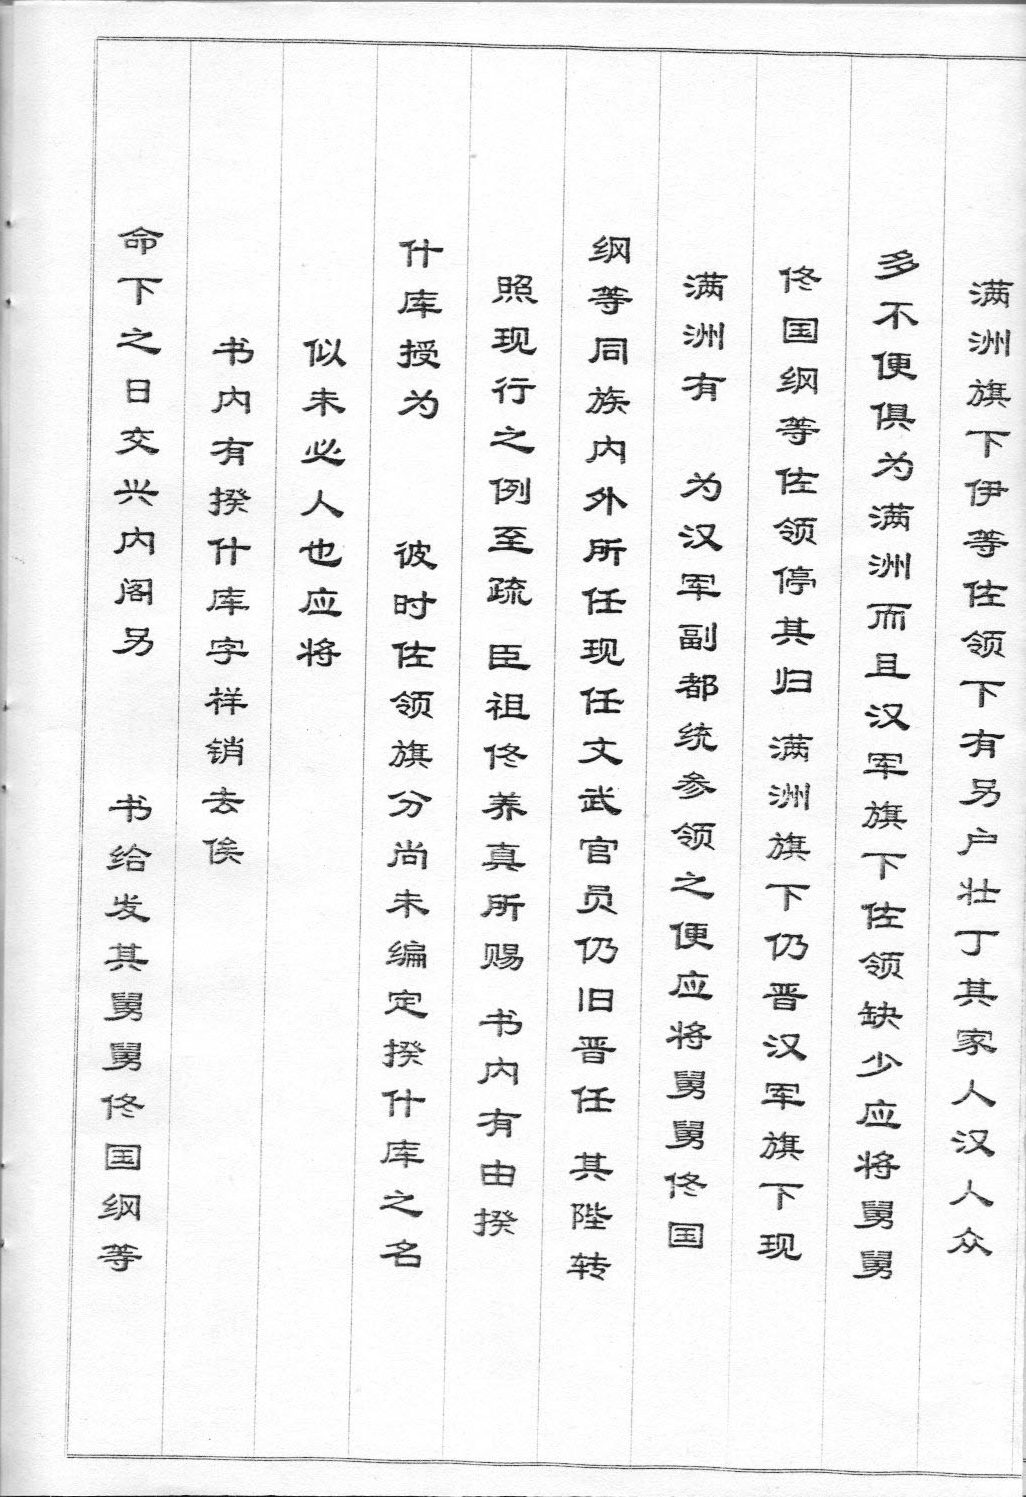 满洲旗下伊等佐领下有另户壮丁其家人汉人众
多不便俱为满洲而且汉军旗下佐领缺少应将舅舅
佟国纲等佐领停其归 满洲旗下仍晋汉军旗下现
满洲有 为汉军副都统参领之便应将舅舅佟国
纲等同族内外所任现任文武官员仍旧晋任 其陛转
照现行之例至疏 臣祖佟养真所赐 书内有由揆
什库授为 彼时佐领旗分尚未编定揆什库之名
似未必人也应将
书内有揆什库字样销去俟
命下之日交兴内阁另 书给发其舅舅佟国纲等